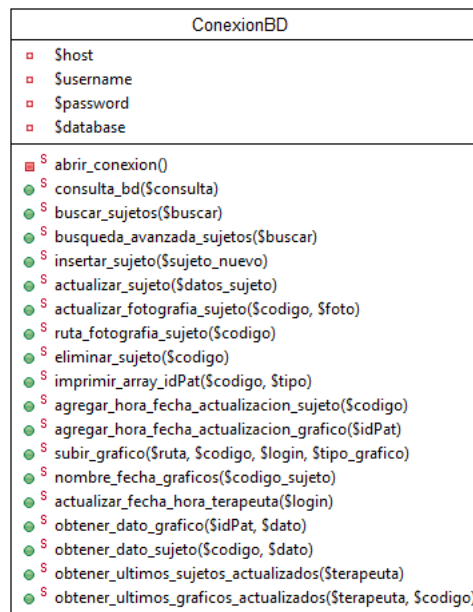 ConexionBD
$host
$username
$password
$database
S abrir_conexion()
S consulta_bd($consulta)
S buscar_sujetos($buscar)
S busqueda_avanzada_sujetos($buscar)
S insertar_sujeto($sujeto_nuevo)
S actualizar_sujeto($datos_sujeto)
S actualizar_fotografia_sujeto($codigo, $foto)
S ruta_fotografia_sujeto($codigo)
S eliminar_sujeto($codigo)
S imprimir_array_idPat($codigo, $tipo)
S agregar_hora_fecha_actualizacion_sujeto($codigo)
S agregar_hora_fecha_actualizacion_grafico($idPat)
S subir_grafico($ruta, $codigo, $login, $tipo_grafico)
S nombre_fecha_graficos($codigo_sujeto)
S actualizar_fecha_hora_terapeuta($login)
S obtener_dato_grafico($idPat, $dato)
S obtener_dato_sujeto($codigo, $dato)
S obtener_ultimos_sujetos_actualizados($terapeuta)
S obtener_ultimos_graficos_actualizados($terapeuta, $codigo)